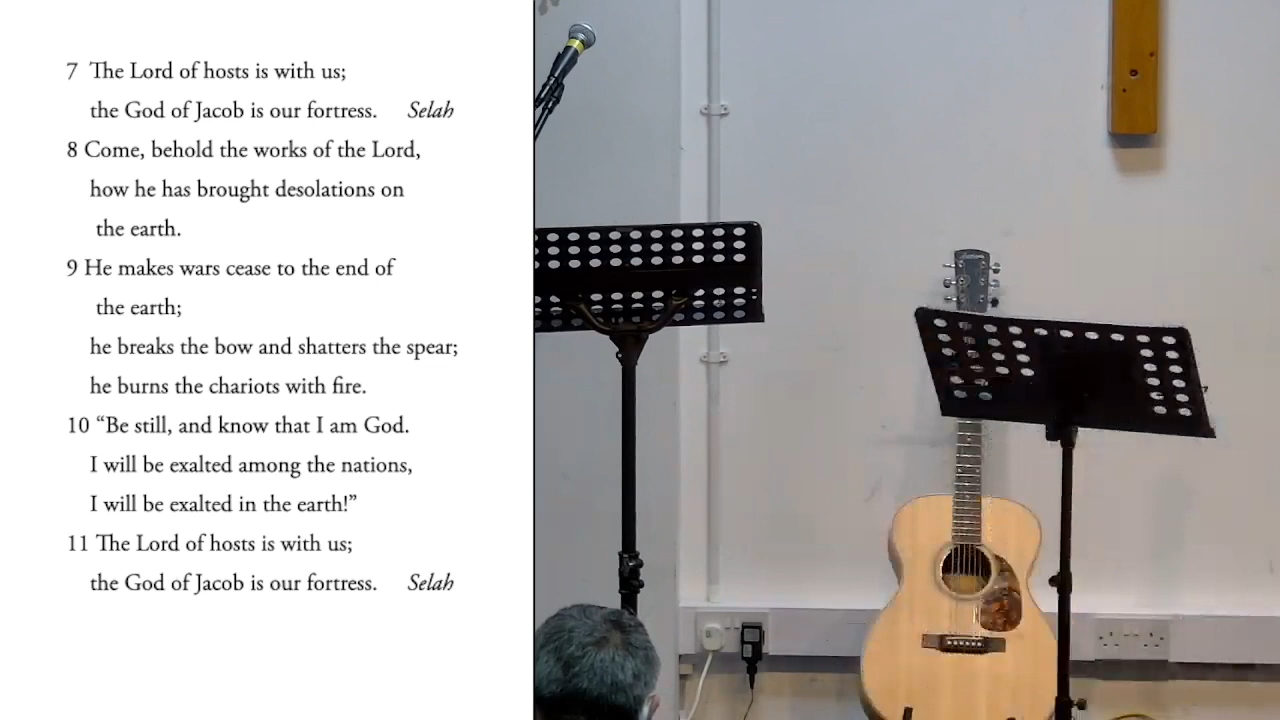 7 The Lord of hosts is with us;
the God of Jacob is our fortress. Selah
8 Come, behold the works of the Lord,
how he has brought desolations on
the earth.
9 He makes wars cease to the end of
the earth;
he breaks the bow and shatters the spear;
he burns the chariots with fire.
10 “Be still, and know that I am God.
I will be exalted among the nations,
I will be exalted in the earth!”
11 The Lord of hosts is with us;
the God of Jacob is our fortress. Selah